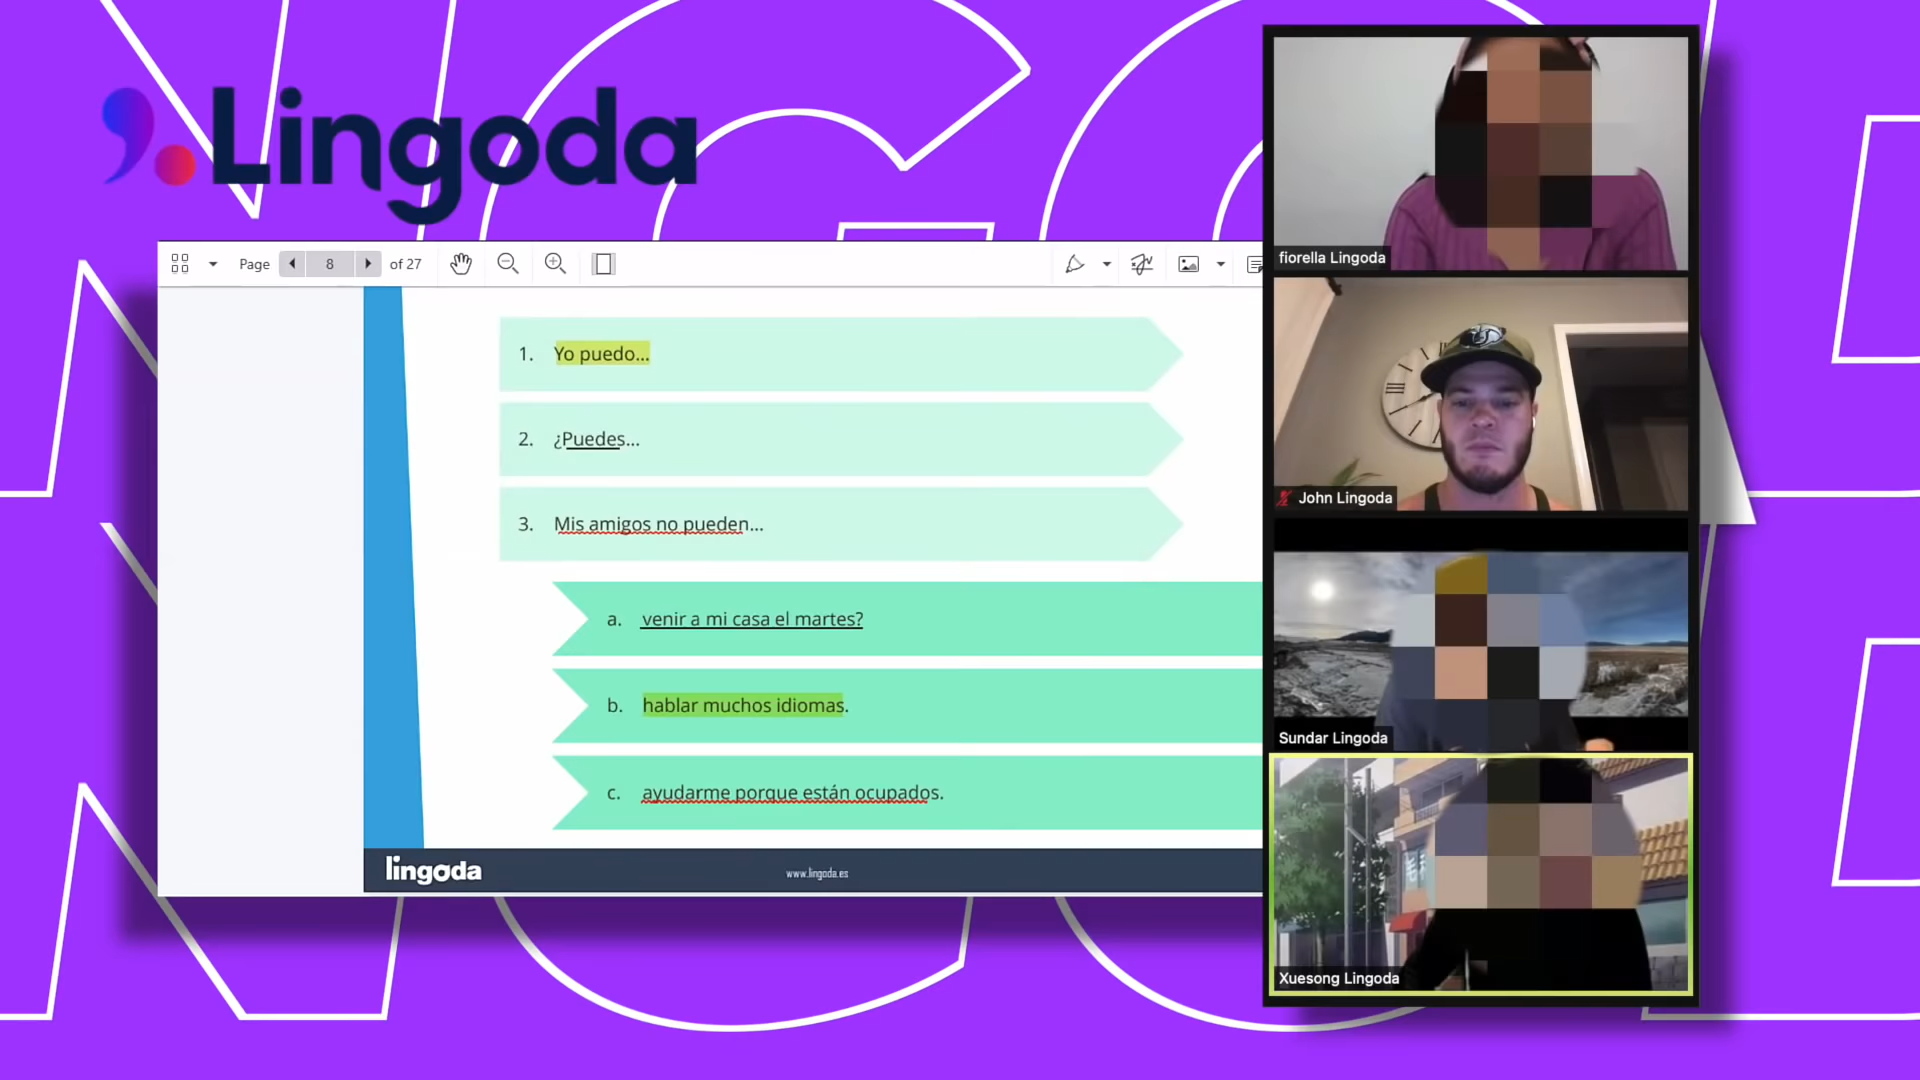 Lingoda
Page 8 of 27
1. Yo puedo...
2. ¿Puedes...
3. Mis amigos no pueden...
a. venir a mi casa el martes?
b. hablar muchos idiomas.
c. ayudarme porque están ocupados.
lingoda
www.lingoda.es
fiorella Lingoda
John Lingoda
Sundar Lingoda
Xuesong Lingoda